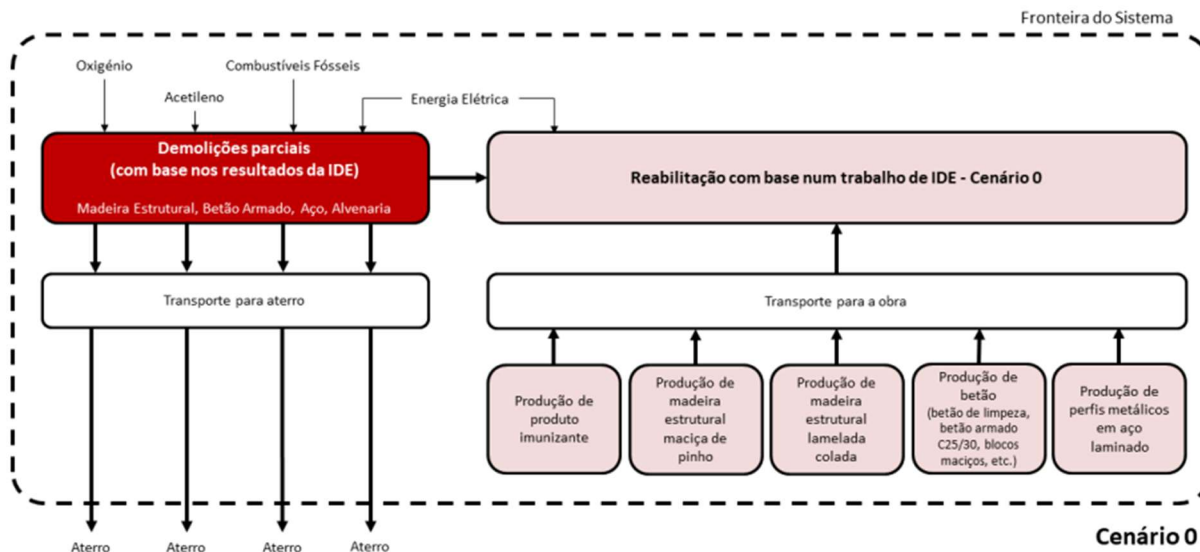 Fronteira do Sistema
Oxigénio
Combustíveis Fósseis
Acetileno
Energia Elétrica
Demolições parciais
(com base nos resultados da IDE)
Madeira Estrutural, Betão Armado, Aço, Alvenaria
Reabilitação com base num trabalho de IDE - Cenário 0
Transporte para aterro
Transporte para a obra
Produção de
produto
imunizante
Produção de
madeira
estrutural
maciça de
pinho
Produção de
madeira
estrutural
lamelada
colada
Produção de
betão
(betão de limpeza,
betão armado
C25/30, blocos
maciços, etc.)
Produção de
perfis metálicos
em aço
laminado
Aterro
Aterro
Aterro
Aterro
Cenário 0